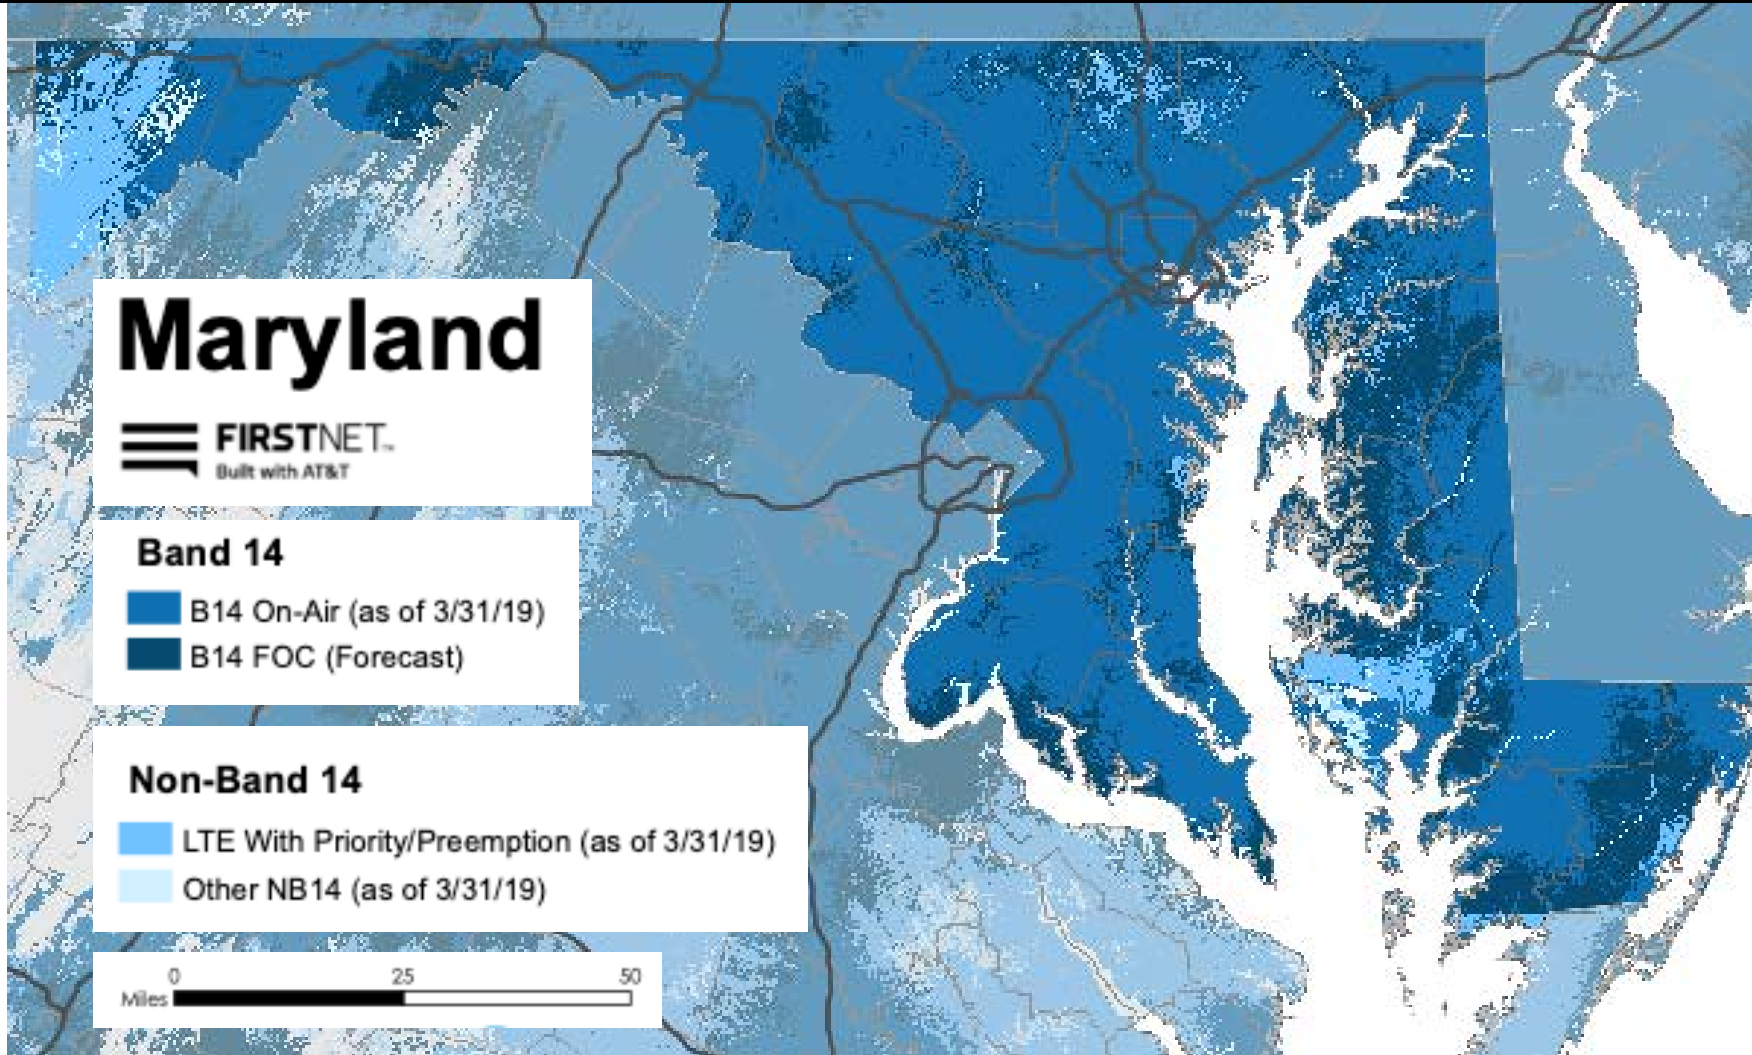 Maryland
FIRSTNET™
Built with AT&T
Band 14
B14 On-Air (as of 3/31/19)
B14 FOC (Forecast)
Non-Band 14
LTE With Priority/Preemption (as of 3/31/19)
Other NB14 (as of 3/31/19)
0 25 50
Miles